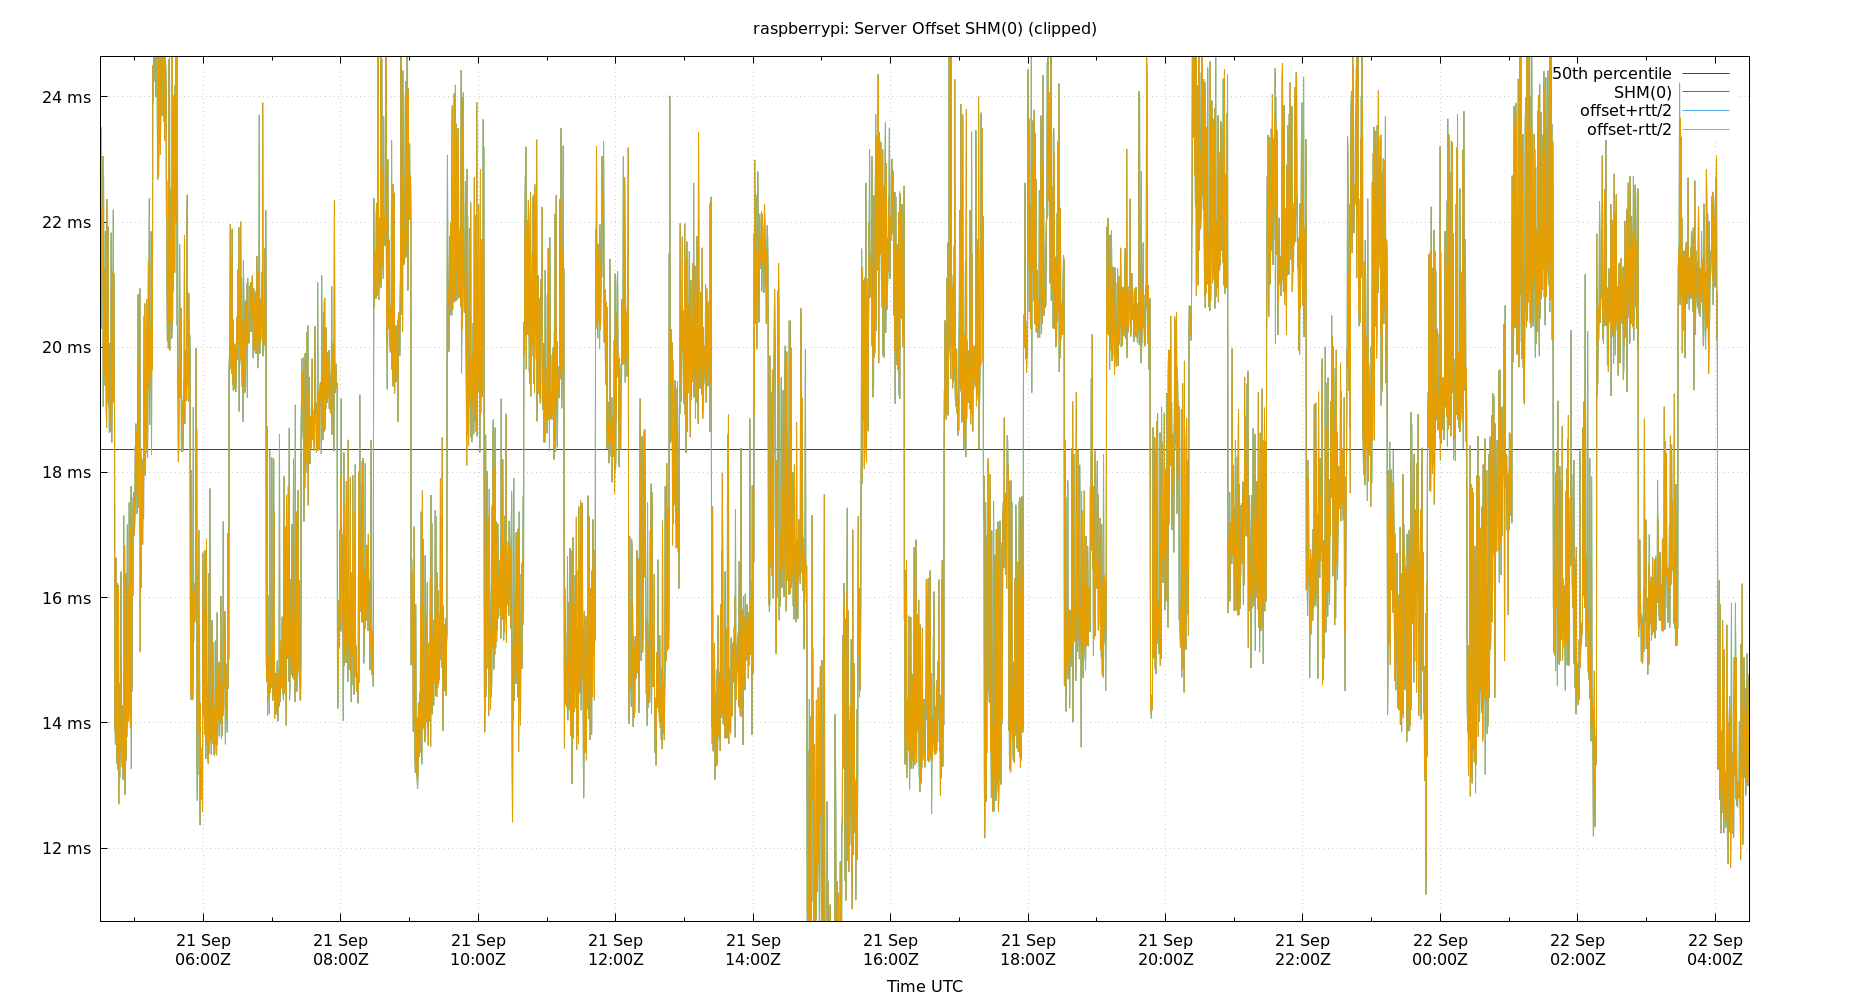 raspberrypi: Server Offset SHM(0) (clipped)
50th percentile
SHM(0)
offset+rtt/2
offset-rtt/2
24 ms
22 ms
20 ms
18 ms
16 ms
14 ms
12 ms
21 Sep 21 Sep 21 Sep 21 Sep 21 Sep 21 Sep 21 Sep 21 Sep 21 Sep 22 Sep 22 Sep 22 Sep
06:00Z 08:00Z 10:00Z 12:00Z 14:00Z 16:00Z 18:00Z 20:00Z 22:00Z 00:00Z 02:00Z 04:00Z
Time UTC